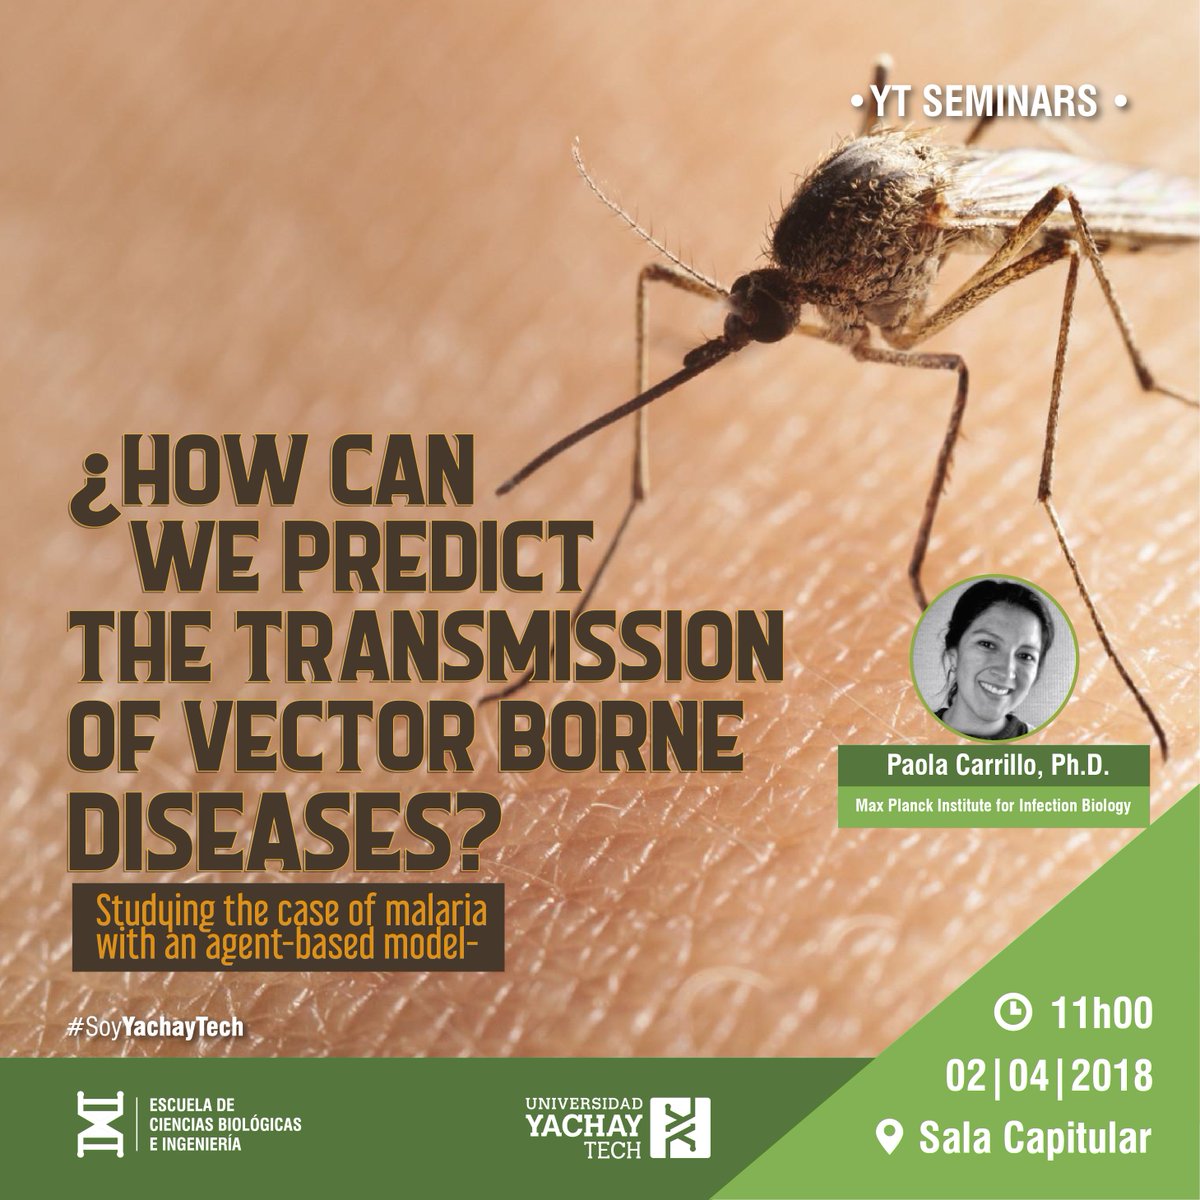 • YT SEMINARS •
¿HOW CAN
WE PREDICT
THE TRANSMISSION
OF VECTOR BORNE
DISEASES?
Studying the case of malaria
with an agent-based model-
Paola Carrillo, Ph.D.
Max Planck Institute for Infection Biology
#SoyYachayTech
11h00
02|04|2018
Sala Capitular
ESCUELA DE
CIENCIAS BIOLÓGICAS
E INGENIERÍA
UNIVERSIDAD
YACHAY
TECH